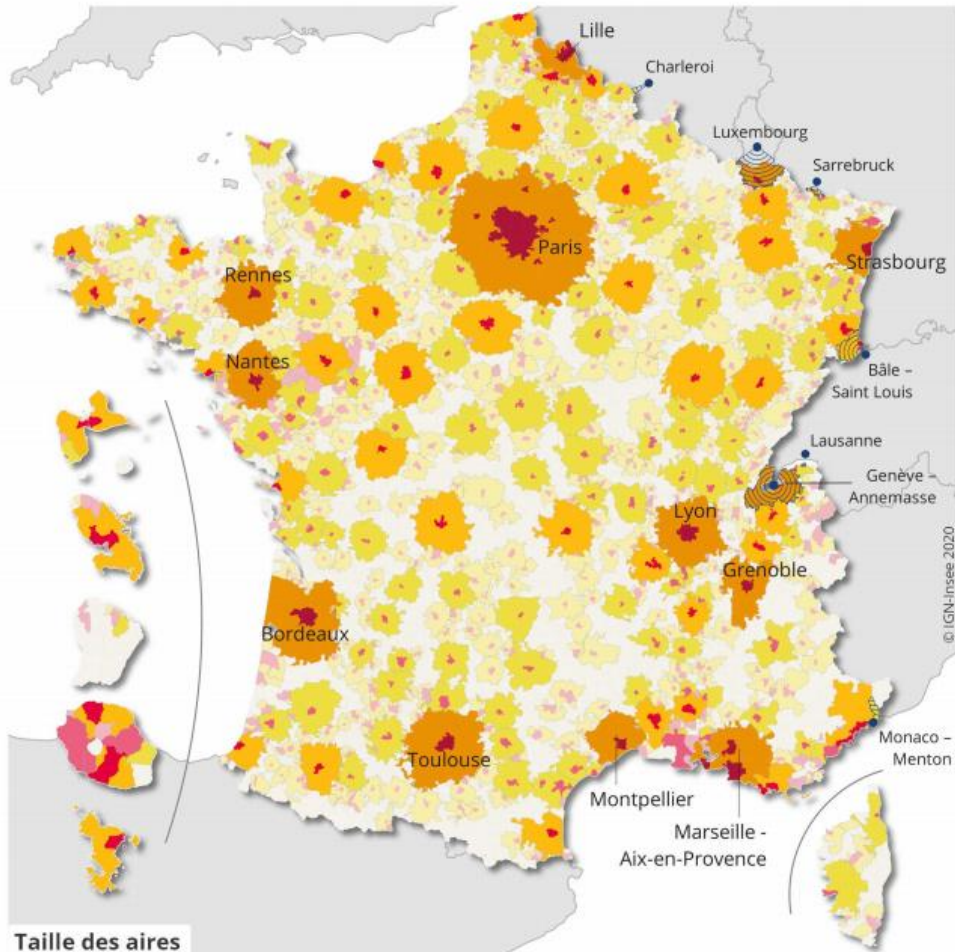 Lille
Charleroi
Luxembourg
Sarrebruck
Paris
Strasbourg
Rennes
Nantes
Bâle –
Saint Louis
Lausanne
Genève –
Annemasse
Lyon
Grenoble
Bordeaux
Toulouse
Montpellier
Marseille -
Aix-en-Provence
Monaco –
Menton
© IGN-Insee 2020
Taille des aires